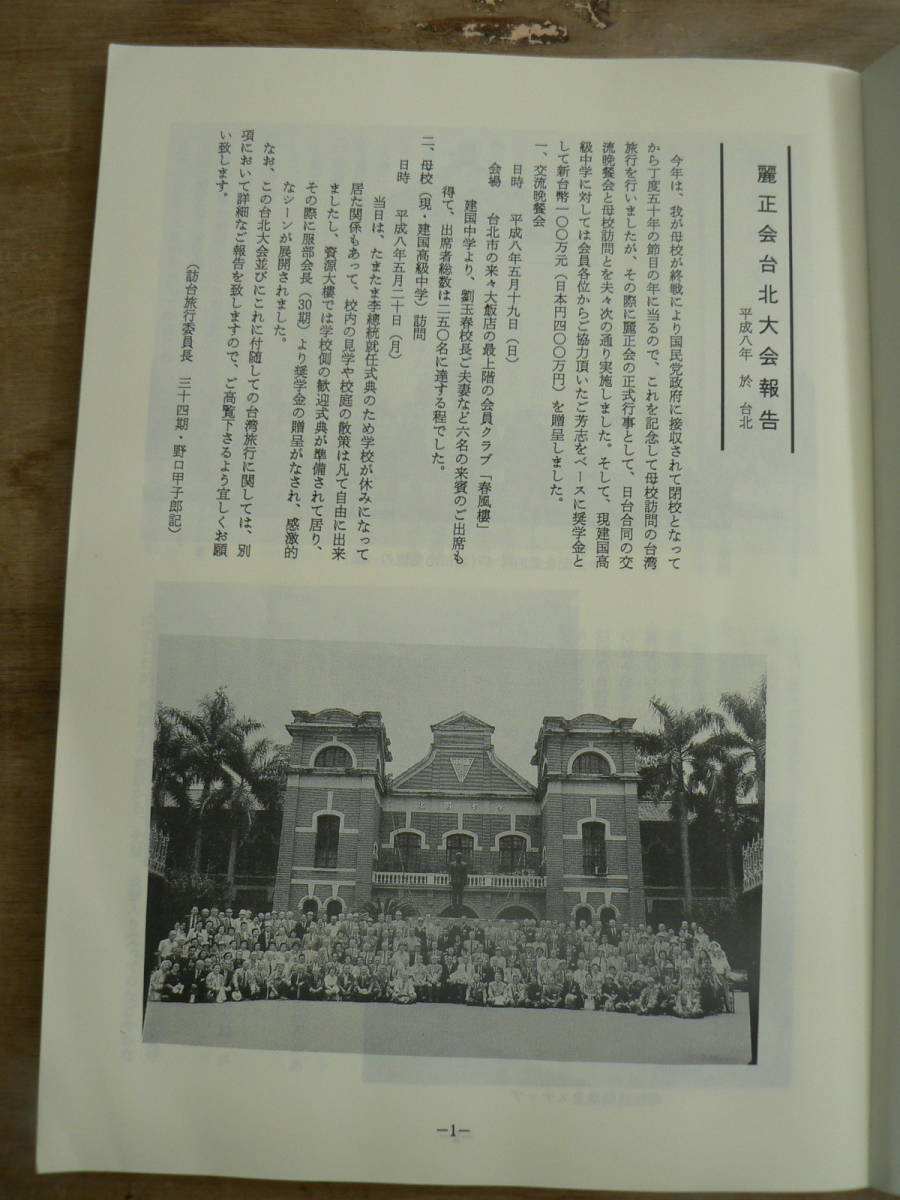 麗正会台北大会報告
平成八年 於 台北
今年は、我が母校が終戦により国民党政府に接収されて閉校となって
から丁度五十年の節目の年に当るので、これを記念して母校訪問の台湾
旅行を行いましたが、その際に麗正会の正式行事として、日台合同の交
流晩餐会と母校訪問とを夫々次の通り実施しました。そして、現建国高
級中学に対しては会員各位からご協力頂いたご芳志をベースに奨学金と
して新台幣一〇〇万元（日本円四〇〇万円）を贈呈しました。
一、交流晩餐会
日時 平成八年五月十九日（日）
会場 台北市の来々大飯店の最上階の会員クラブ「春風樓」
建国中学より、劉玉春校長ご夫妻など六名の来賓のご出席も
得て、出席者総数は二五〇名に達する程でした。
二、母校（現・建国高級中学）訪問
日時 平成八年五月二十日（月）
当日は、たまたま李總統就任式典のため学校が休みになって
居た関係もあって、校内の見学や校庭の散策は凡て自由に出来
ましたし、資源大樓では学校側の歓迎式典が準備されて居り、
その際に服部会長（30期）より奨学金の贈呈がなされ、感激的
なシーンが展開されました。
なお、この台北大会並びにこれに付随しての台湾旅行に関しては、別
項において詳細なご報告を致しますので、ご高覧下さるよう宜しくお願
い致します。
（訪台旅行委員長 三十四期・野口甲子郎記）
—1—